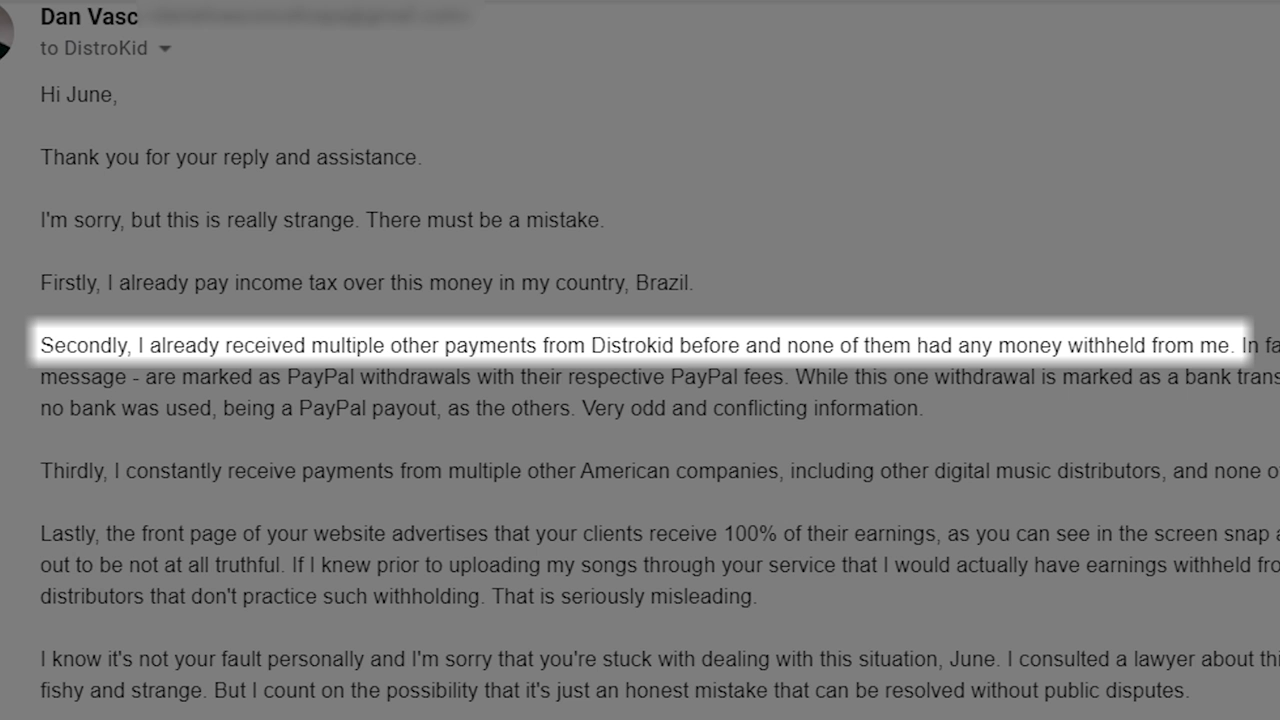 Dan Vasc
to DistroKid
Hi June,
Thank you for your reply and assistance.
I'm sorry, but this is really strange. There must be a mistake.
Firstly, I already pay income tax over this money in my country, Brazil.
Secondly, I already received multiple other payments from Distrokid before and none of them had any money withheld from me. In fa
message - are marked as PayPal withdrawals with their respective PayPal fees. While this one withdrawal is marked as a bank trans
no bank was used, being a PayPal payout, as the others. Very odd and conflicting information.
Thirdly, I constantly receive payments from multiple other American companies, including other digital music distributors, and none o
Lastly, the front page of your website advertises that your clients receive 100% of their earnings, as you can see in the screen snap a
out to be not at all truthful. If I knew prior to uploading my songs through your service that I would actually have earnings withheld fro
distributors that don't practice such withholding. That is seriously misleading.
I know it's not your fault personally and I'm sorry that you're stuck with dealing with this situation, June. I consulted a lawyer about thi
fishy and strange. But I count on the possibility that it's just an honest mistake that can be resolved without public disputes.